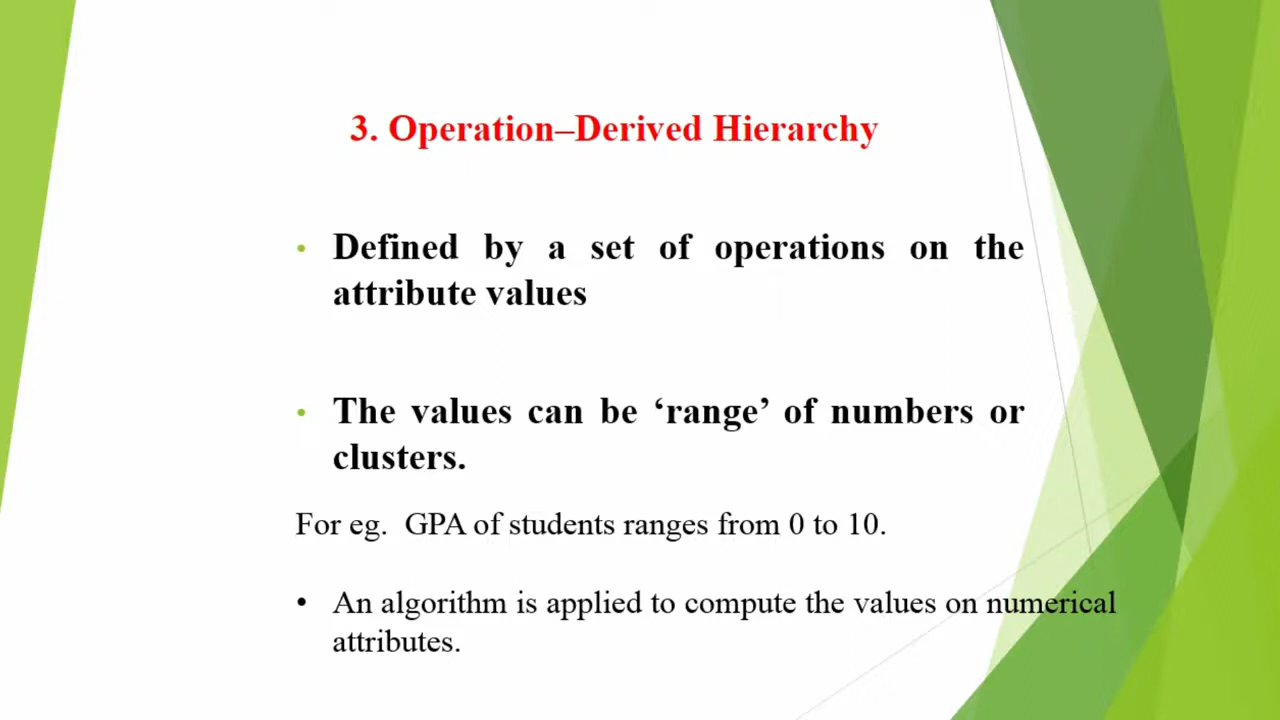 3. Operation–Derived Hierarchy
• Defined by a set of operations on the
attribute values
• The values can be ‘range’ of numbers or
clusters.
For eg. GPA of students ranges from 0 to 10.
• An algorithm is applied to compute the values on numerical
attributes.